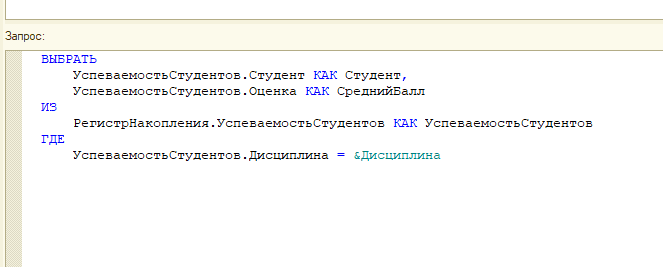 Запрос:
ВЫБРАТЬ
УспеваемостьСтудентов.Студент КАК Студент,
УспеваемостьСтудентов.Оценка КАК СреднийБалл
ИЗ
РегистрНакопления.УспеваемостьСтудентов КАК УспеваемостьСтудентов
ГДЕ
УспеваемостьСтудентов.Дисциплина = &Дисциплина